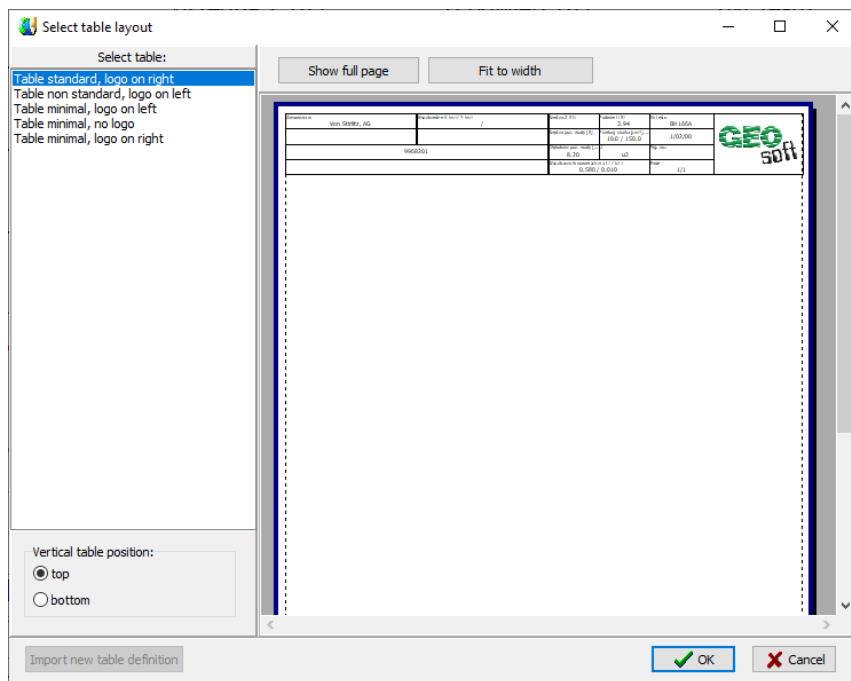 Select table layout
Select table:
Table standard, logo on right
Table non standard, logo on left
Table minimal, logo on left
Table minimal, no logo
Table minimal, logo on right
Show full page
Fit to width
Von Stirlitz, AG
/
3.94
BH 166A
10.0 / 150.0
1/02/00
9968201
8.20
u2
0.580 / 0.010
1/1
GEO
soft
Vertical table position:
top
bottom
Import new table definition
OK
Cancel